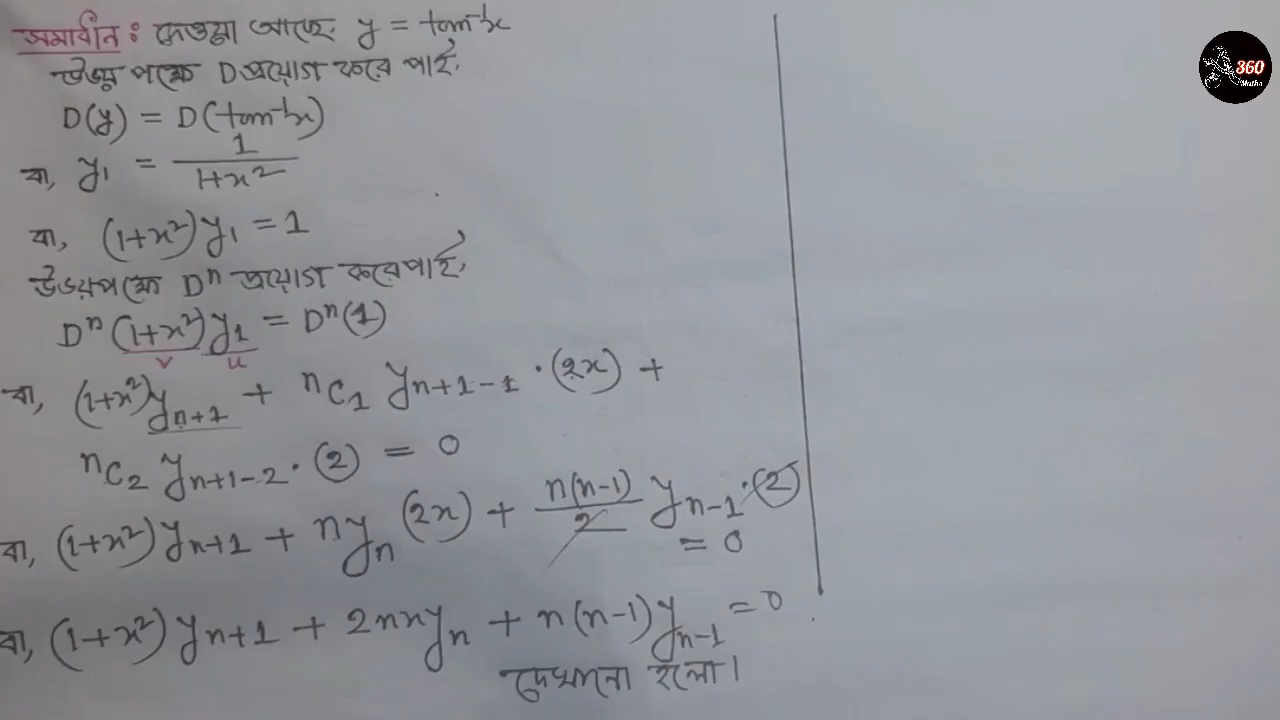 সমাধান : দেওয়া আছে, y = tan⁻¹x
উভয় পক্ষে D প্রয়োগ করে পাই,
D(y) = D(tan⁻¹x)
বা, y₁ = 1/(1+x²)
বা, (1+x²)y₁ = 1
উভয়পক্ষে Dⁿ প্রয়োগ করে পাই,
Dⁿ(1+x²)y₁ = Dⁿ(1)
v u
বা, (1+x²)yₙ₊₁ + ⁿC₁ yₙ₊₁₋₁ · (2x) +
ⁿC₂ yₙ₊₁₋₂ · (2) = 0
বা, (1+x²)yₙ₊₁ + nyₙ(2x) + n(n-1)/2 yₙ₋₁ · (2)
= 0
বা, (1+x²)yₙ₊₁ + 2nxyₙ + n(n-1)yₙ₋₁ = 0
দেখানো হলো।
360
Maths